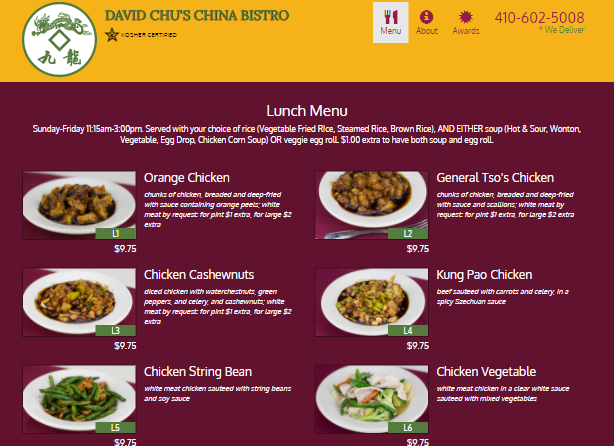 DAVID CHU'S CHINA BISTRO
KOSHER CERTIFIED
九龍
Menu
About
Awards
410-602-5008
* We Deliver
Lunch Menu
Sunday-Friday 11:15am-3:00pm. Served with your choice of rice (Vegetable Fried RIce, Steamed Rice, Brown Rice), AND EITHER soup (Hot & Sour, Wonton,
Vegetable, Egg Drop, Chicken Corn Soup) OR veggie egg roll. $1.00 extra to have both soup and egg roll.
Orange Chicken
chunks of chicken, breaded and deep-fried
with sauce containing orange peels; white
meat by request: for pint $1 extra, for large $2
extra
L1
$9.75
General Tso's Chicken
chunks of chicken, breaded and deep-fried
with sauce and scallions; white meat by
request: for pint $1 extra, for large $2 extra
L2
$9.75
Chicken Cashewnuts
diced chicken with waterchestnuts, green
peppers, and celery, and cashewnuts; white
meat by request: for pint $1 extra, for large $2
extra
L3
$9.75
Kung Pao Chicken
beef sauteed with carrots and celery, in a
spicy Szechuan sauce
L4
$9.75
Chicken String Bean
white meat chicken sauteed with string beans
and soy sauce
L5
$9.75
Chicken Vegetable
white meat chicken in a clear white sauce
sauteed with mixed vegetables
L6
$9.75